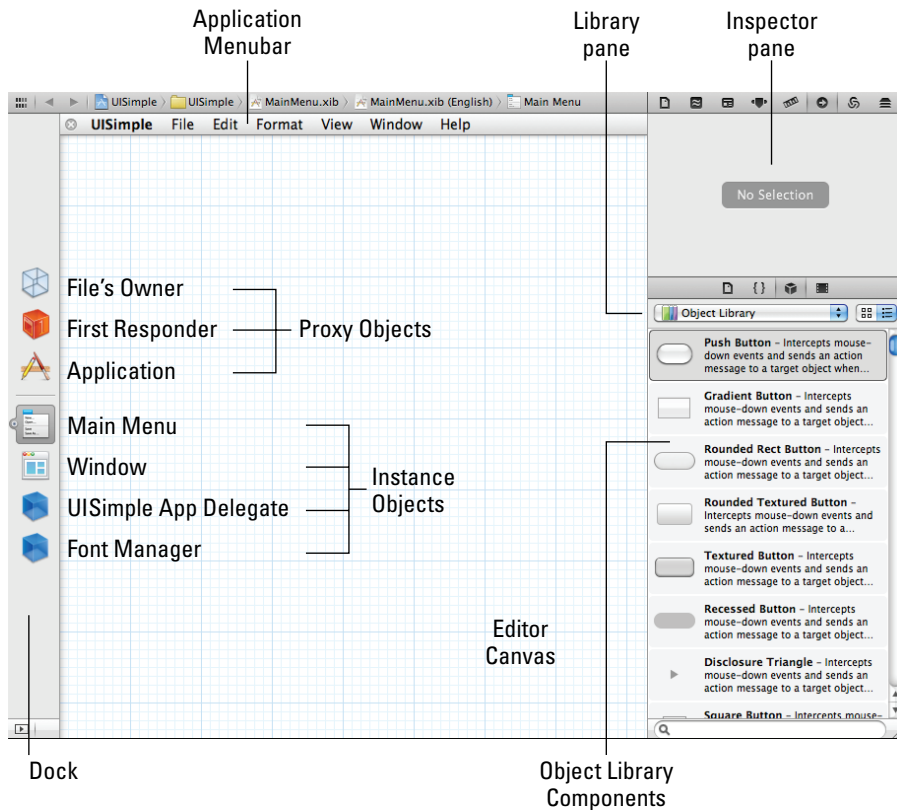 Application
Menubar
Library
pane
Inspector
pane
UISimple
UISimple
MainMenu.xib
MainMenu.xib (English)
Main Menu
UISimple File Edit Format View Window Help
No Selection
File's Owner
First Responder
Application
Proxy Objects
Main Menu
Window
UISimple App Delegate
Font Manager
Instance
Objects
Object Library
Push Button – Intercepts mouse-
down events and sends an action
message to a target object when...
Gradient Button – Intercepts
mouse-down events and sends an
action message to a target object...
Rounded Rect Button – Intercepts
mouse-down events and sends an
action message to a target object...
Rounded Textured Button –
Intercepts mouse-down events and
sends an action message to a...
Textured Button – Intercepts
mouse-down events and sends an
action message to a target object...
Recessed Button – Intercepts
mouse-down events and sends an
action message to a target object...
Disclosure Triangle – Intercepts
mouse-down events and sends an
action message to a target object...
Square Button – Intercepts mouse-
Editor
Canvas
Dock
Object Library
Components